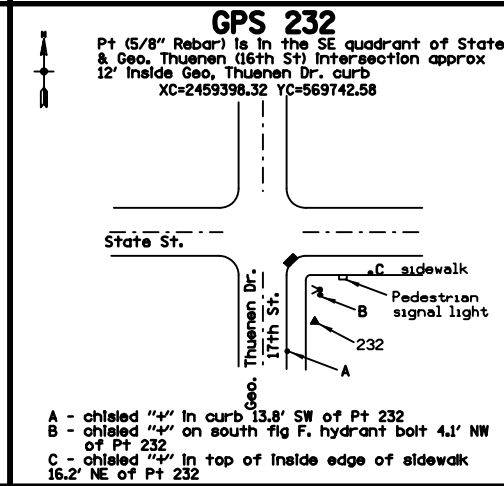 GPS 232
Pt (5/8" Rebar) is in the SE quadrant of State
& Geo. Thuenen (16th St) intersection approx
12' inside Geo, Thuenen Dr. curb
XC=2459398.32 YC=569742.58
State St.
C sidewalk
Pedestrian
signal light
B
232
A
Geo. Thuenen Dr.
17th St.
A - chisled "+" in curb 13.8' SW of Pt 232
B - chisled "+" on south flg F. hydrant bolt 4.1' NW
of Pt 232
C - chisled "+" in top of inside edge of sidewalk
16.2' NE of Pt 232